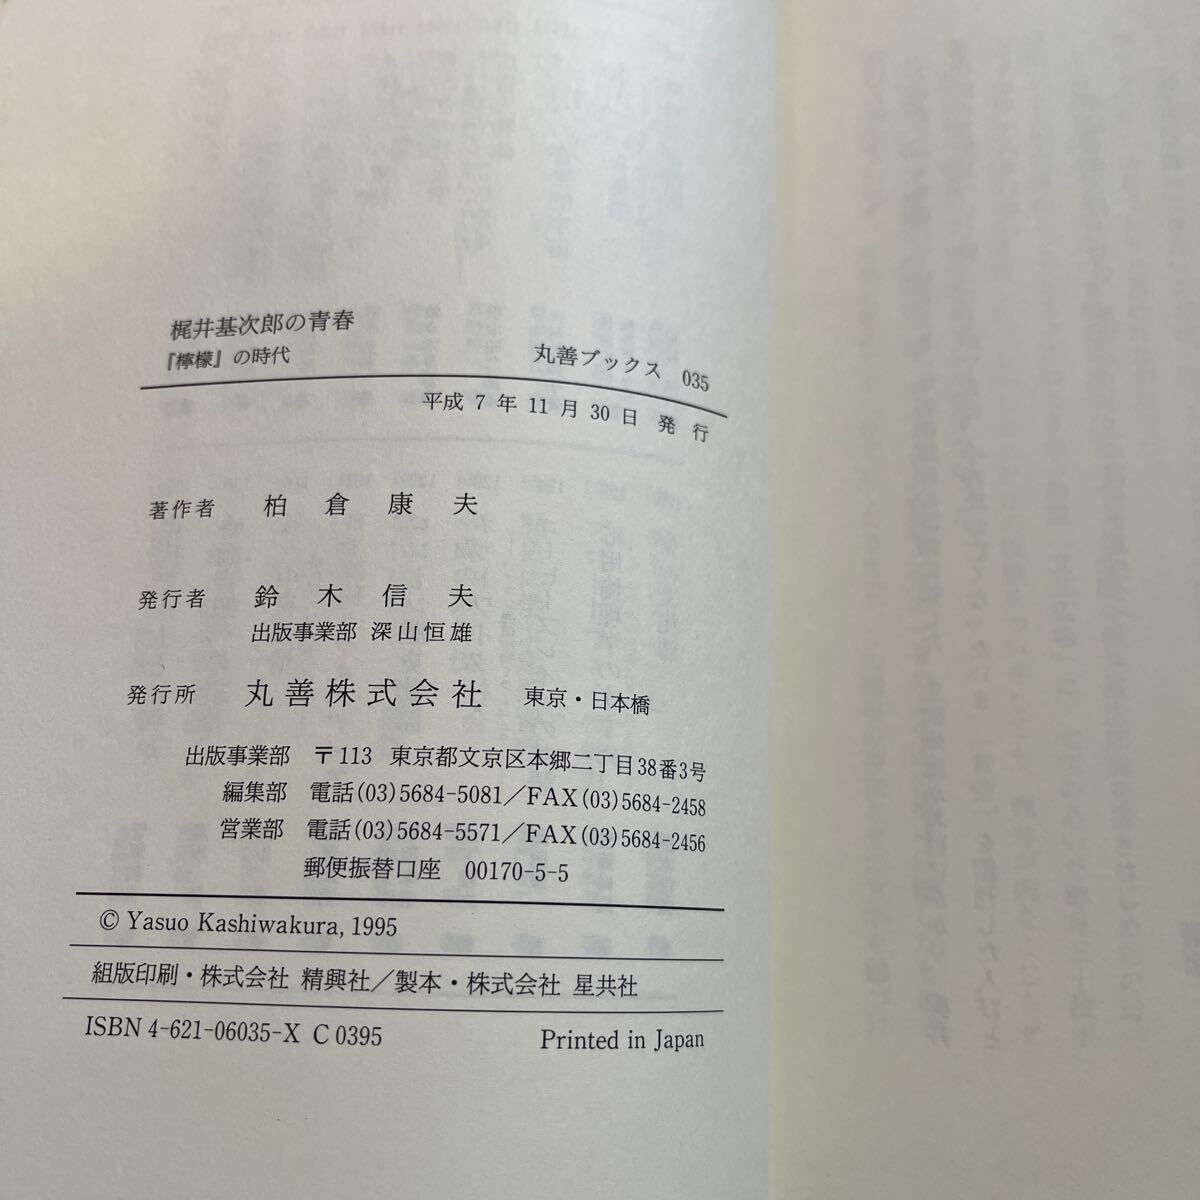 梶井基次郎の青春
『檸檬』の時代 丸善ブックス 035
平成7年11月30日 発行
著作者 柏倉康夫
発行者 鈴木信夫
出版事業部 深山恒雄
発行所 丸善株式会社 東京・日本橋
出版事業部 〒113 東京都文京区本郷二丁目38番3号
編集部 電話(03)5684-5081/FAX(03)5684-2458
営業部 電話(03)5684-5571/FAX(03)5684-2456
郵便振替口座 00170-5-5
© Yasuo Kashiwakura, 1995
組版印刷・株式会社 精興社/製本・株式会社 星共社
ISBN 4-621-06035-X C 0395 Printed in Japan